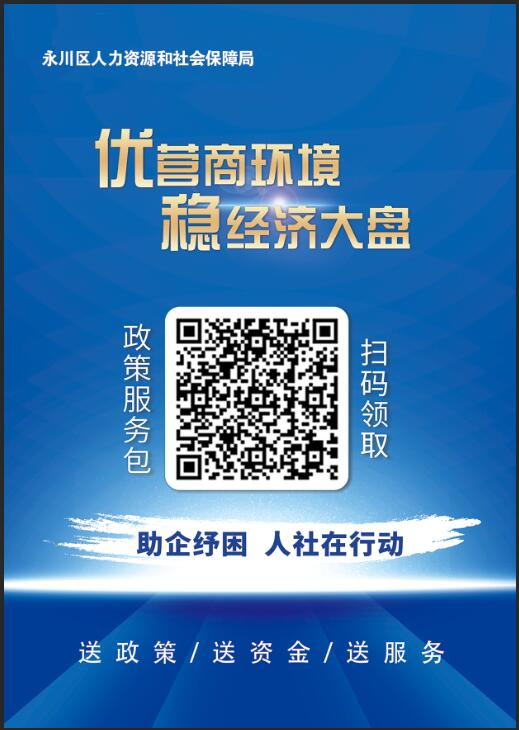 永川区人力资源和社会保障局
优营商环境
稳经济大盘
政策服务包
扫码领取
助企纾困 人社在行动
送政策/送资金/送服务